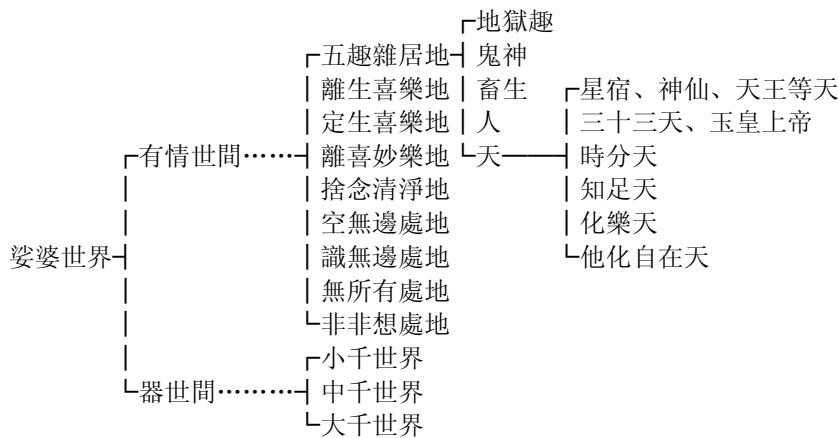 地獄趣
五趣雜居地 鬼神
離生喜樂地 畜生 星宿、神仙、天王等天
定生喜樂地 人 三十三天、玉皇上帝
有情世間…… 離喜妙樂地 天 時分天
捨念清淨地 知足天
空無邊處地 化樂天
娑婆世界 識無邊處地 他化自在天
無所有處地
非非想處地
小千世界
器世間……… 中千世界
大千世界